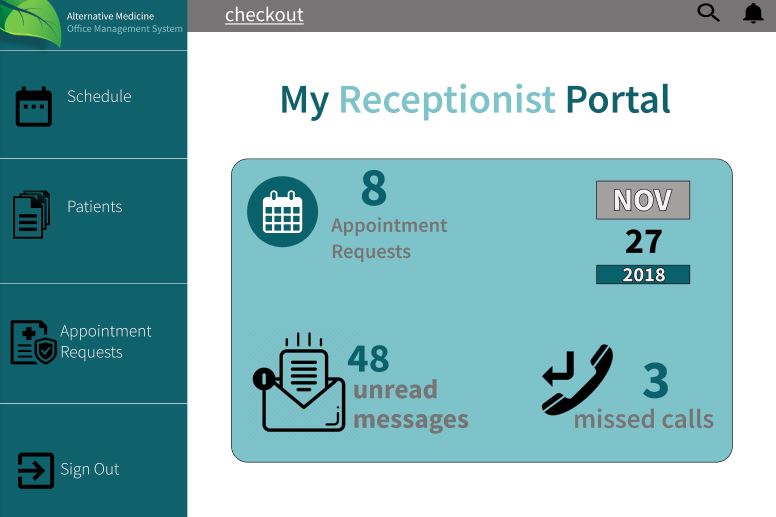 Alternative Medicine
Office Management System
Schedule
Patients
Appointment
Requests
Sign Out
checkout
My Receptionist Portal
8
Appointment
Requests
NOV
27
2018
48
unread
messages
3
missed calls